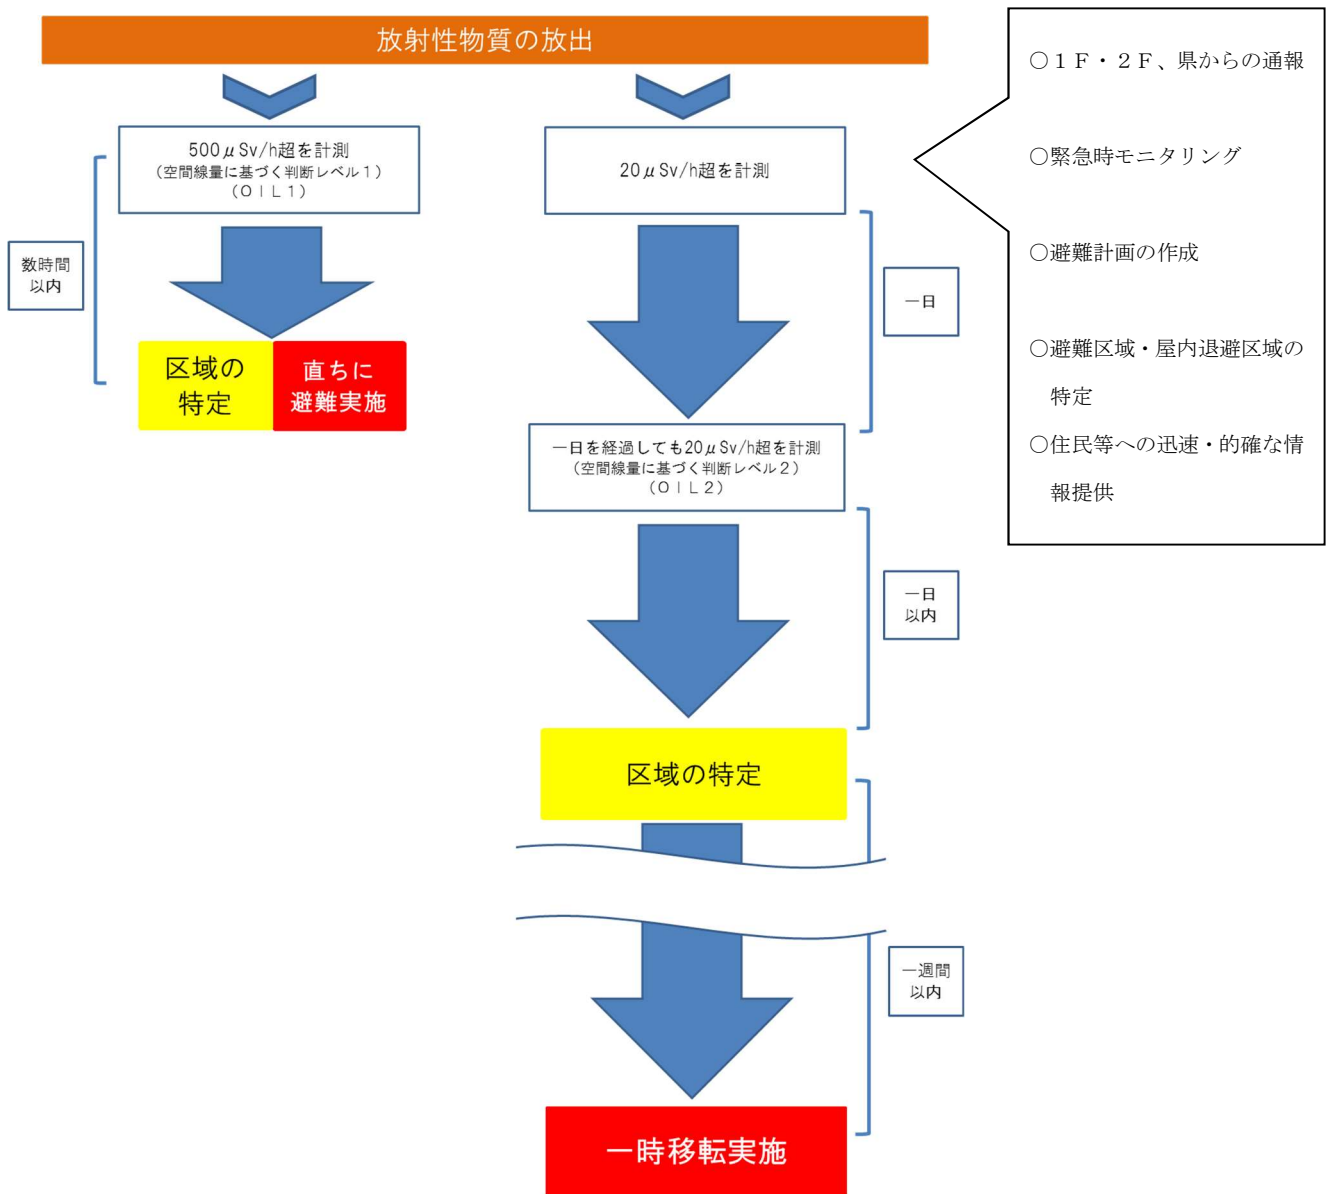 放射性物質の放出
500μSv/h超を計測
(空間線量に基づく判断レベル1)
(OIL1)
数時間
以内
区域の
特定
直ちに
避難実施
20μSv/h超を計測
一日
一日を経過しても20μSv/h超を計測
(空間線量に基づく判断レベル2)
(OIL2)
一日
以内
区域の特定
一週間
以内
一時移転実施
○1F・2F、県からの通報
○緊急時モニタリング
○避難計画の作成
○避難区域・屋内退避区域の
特定
○住民等への迅速・的確な情
報提供